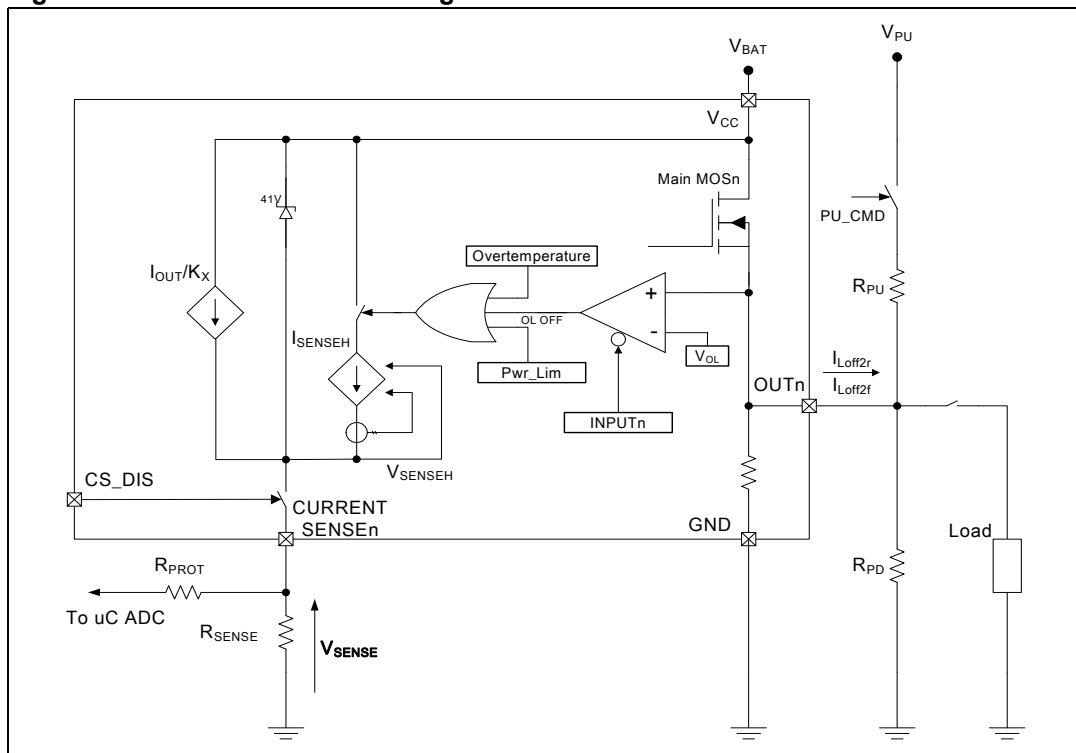 V_BAT
V_PU
V_CC
Main MOSn
41V
PU_CMD
Overtemperature
I_OUT/K_X
R_PU
+
OL OFF
-
I_SENSEH
V_OL
Pwr_Lim
I_Loff2r
OUTn
I_Loff2f
INPUTn
V_SENSEH
CS_DIS
CURRENT
SENSEn
GND
Load
R_PROT
R_PD
To uC ADC
R_SENSE
V_SENSE